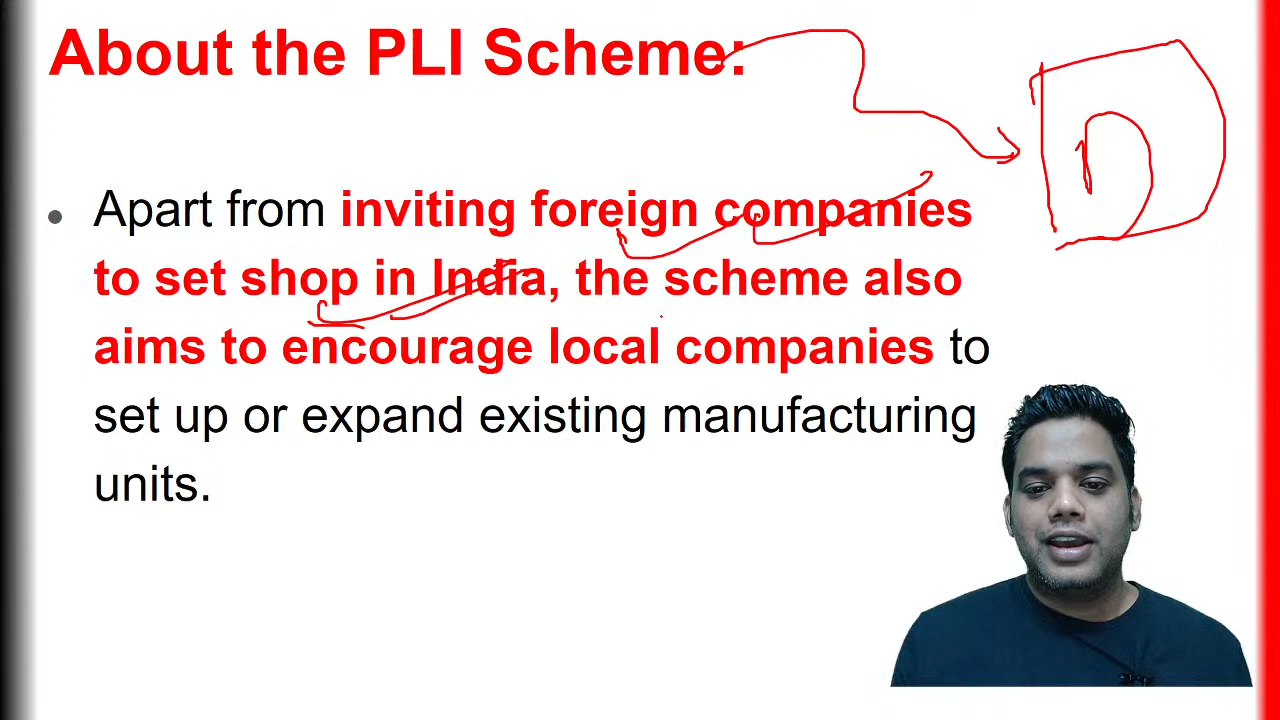 About the PLI Scheme:
Apart from inviting foreign companies
to set shop in India, the scheme also
aims to encourage local companies to
set up or expand existing manufacturing
units.